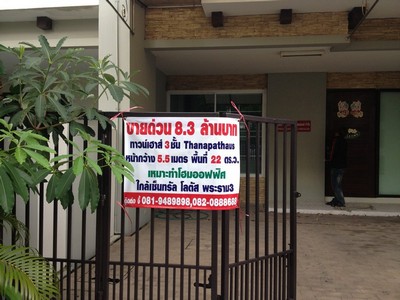 ขายด่วน 8.3 ล้านบาท
ทาวน์เฮาส์ 3 ชั้น Thanapathaus
หน้ากว้าง 5.5 เมตร พื้นที่ 22 ตร.ว.
เหมาะทำโฮมออฟฟิศ
ใกล้เซ็นทรัล โลตัส พระราม3
081-9489898,082-0888688